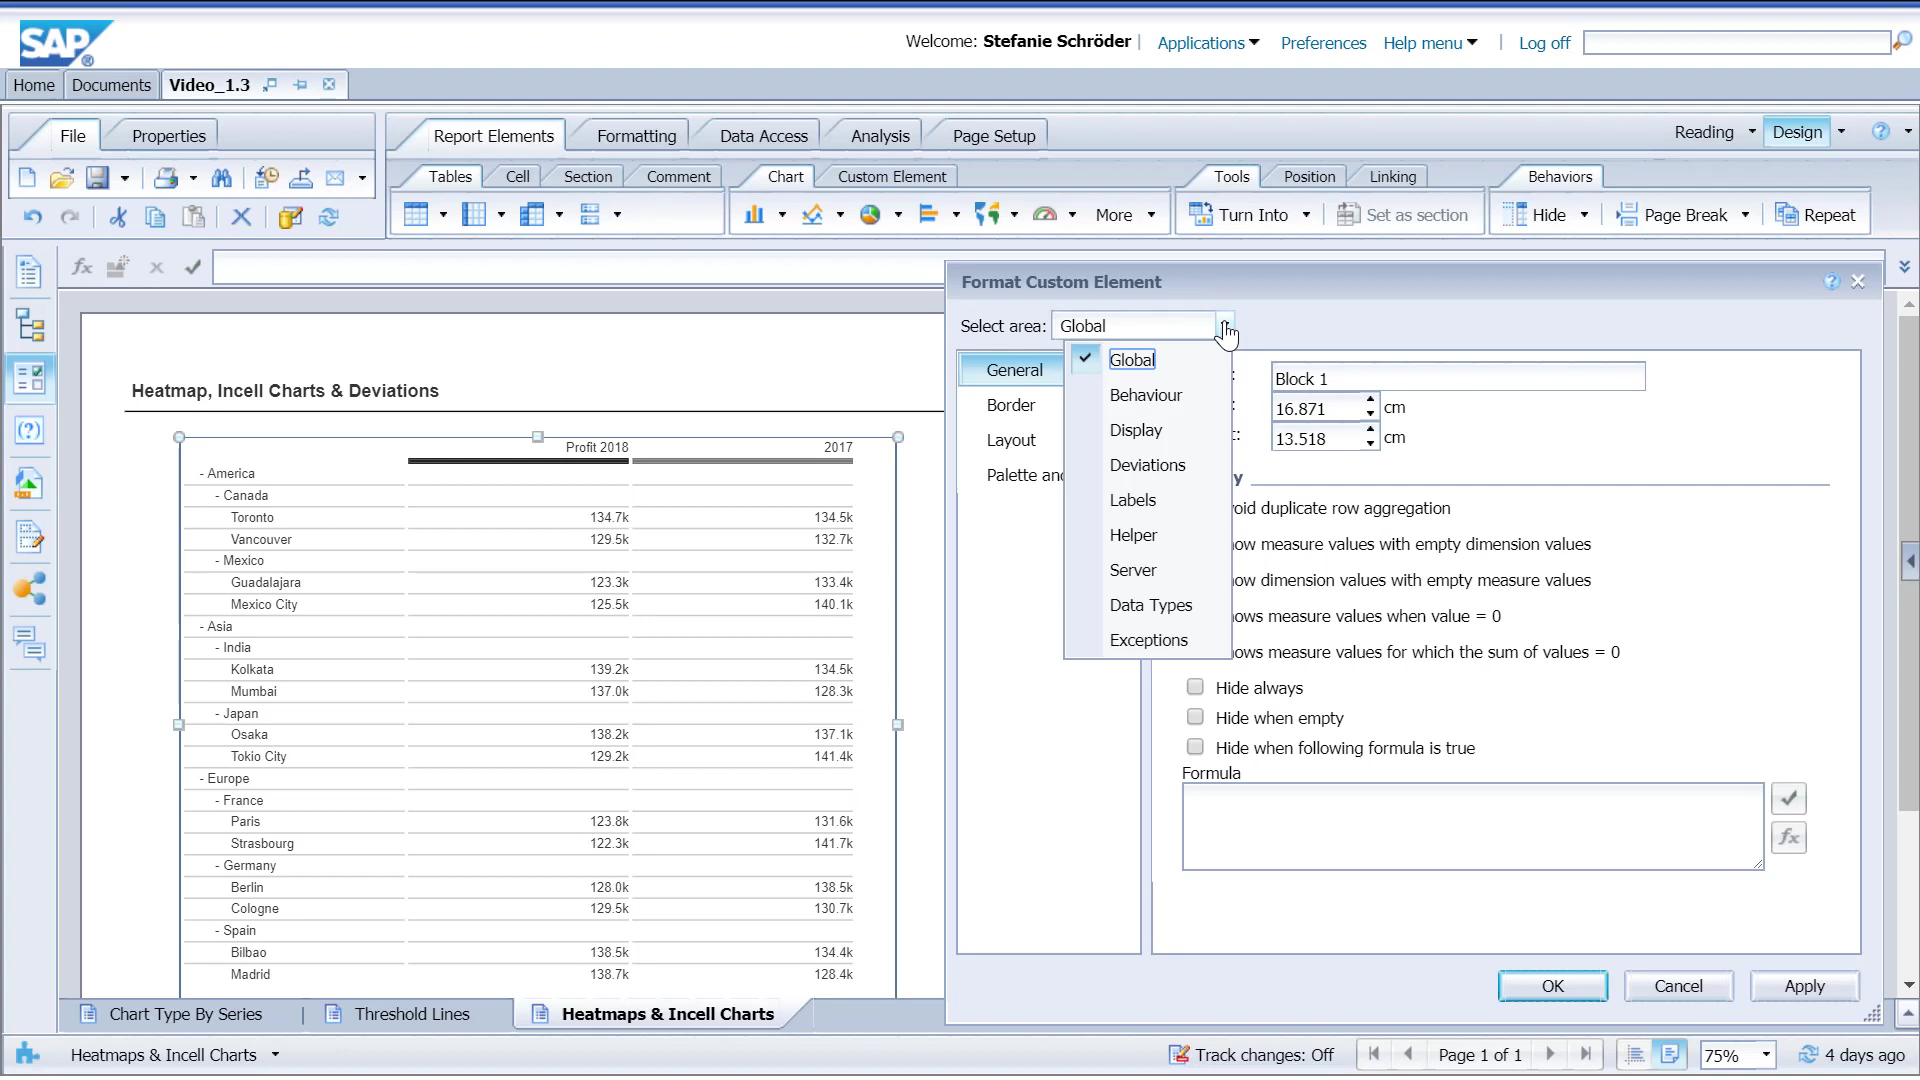 SAP
Welcome: Stefanie Schröder
Applications
Preferences
Help menu
Log off
Home
Documents
Video_1.3
File
Properties
Report Elements
Formatting
Data Access
Analysis
Page Setup
Reading
Design
Tables
Cell
Section
Comment
Chart
Custom Element
Tools
Position
Linking
Behaviors
More
Turn Into
Set as section
Hide
Page Break
Repeat
Format Custom Element
Select area: Global
Global
Behaviour
Display
Deviations
Labels
Helper
Server
Data Types
Exceptions
General
Border
Layout
Palette and
Block 1
16.871 cm
13.518 cm
duplicate row aggregation
measure values with empty dimension values
dimension values with empty measure values
measure values when value = 0
measure values for which the sum of values = 0
Hide always
Hide when empty
Hide when following formula is true
Formula
OK
Cancel
Apply
Heatmap, Incell Charts & Deviations
Profit 2018 2017
- America
- Canada
Toronto 134.7k 134.5k
Vancouver 129.5k 132.7k
- Mexico
Guadalajara 123.3k 133.4k
Mexico City 125.5k 140.1k
- Asia
- India
Kolkata 139.2k 134.5k
Mumbai 137.0k 128.3k
- Japan
Osaka 138.2k 137.1k
Tokio City 129.2k 141.4k
- Europe
- France
Paris 123.8k 131.6k
Strasbourg 122.3k 141.7k
- Germany
Berlin 128.0k 138.5k
Cologne 129.5k 130.7k
- Spain
Bilbao 138.5k 134.4k
Madrid 138.7k 128.4k
Chart Type By Series
Threshold Lines
Heatmaps & Incell Charts
Heatmaps & Incell Charts
Track changes: Off
Page 1 of 1
75%
4 days ago